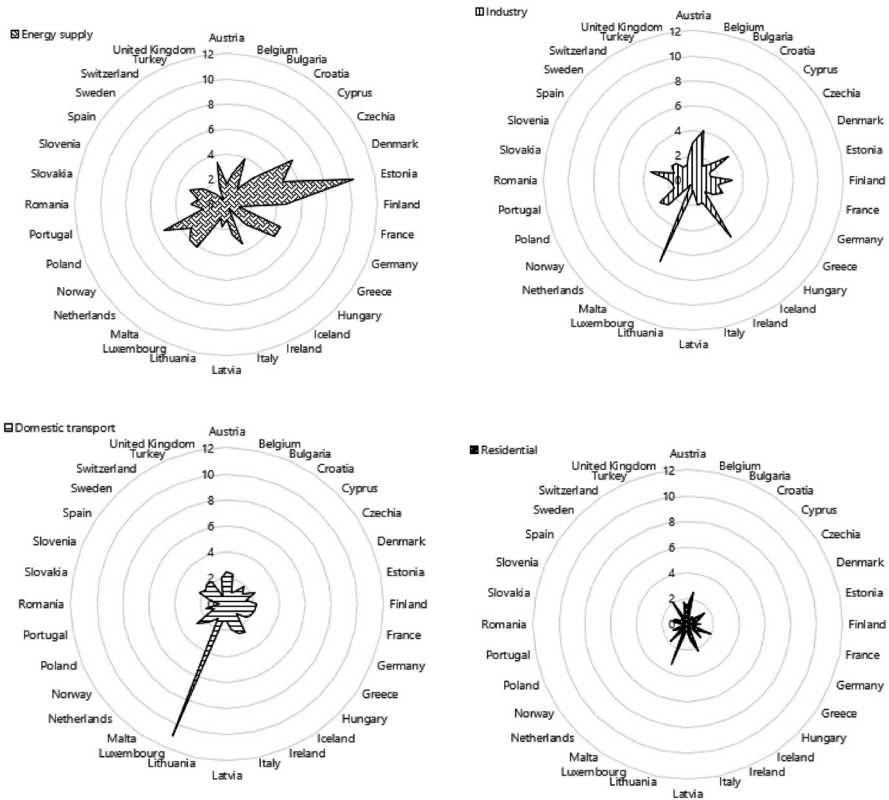 Energy supply
Austria
Belgium
Bulgaria
Croatia
Cyprus
Czechia
Denmark
Estonia
Finland
France
Germany
Greece
Hungary
Iceland
Ireland
Italy
Latvia
Lithuania
Luxembourg
Malta
Netherlands
Norway
Poland
Portugal
Romania
Slovakia
Slovenia
Spain
Sweden
Switzerland
Turkey
United Kingdom
12
10
8
6
4
2
Industry
Austria
Belgium
Bulgaria
Croatia
Cyprus
Czechia
Denmark
Estonia
Finland
France
Germany
Greece
Hungary
Iceland
Ireland
Italy
Latvia
Lithuania
Luxembourg
Malta
Netherlands
Norway
Poland
Portugal
Romania
Slovakia
Slovenia
Spain
Sweden
Switzerland
Turkey
United Kingdom
12
10
8
6
4
2
0
Domestic transport
Austria
Belgium
Bulgaria
Croatia
Cyprus
Czechia
Denmark
Estonia
Finland
France
Germany
Greece
Hungary
Iceland
Ireland
Italy
Latvia
Lithuania
Luxembourg
Malta
Netherlands
Norway
Poland
Portugal
Romania
Slovakia
Slovenia
Spain
Sweden
Switzerland
Turkey
United Kingdom
12
10
8
6
4
2
Residential
Austria
Belgium
Bulgaria
Croatia
Cyprus
Czechia
Denmark
Estonia
Finland
France
Germany
Greece
Hungary
Iceland
Ireland
Italy
Latvia
Lithuania
Luxembourg
Malta
Netherlands
Norway
Poland
Portugal
Romania
Slovakia
Slovenia
Spain
Sweden
Switzerland
Turkey
United Kingdom
12
10
8
6
4
2
0